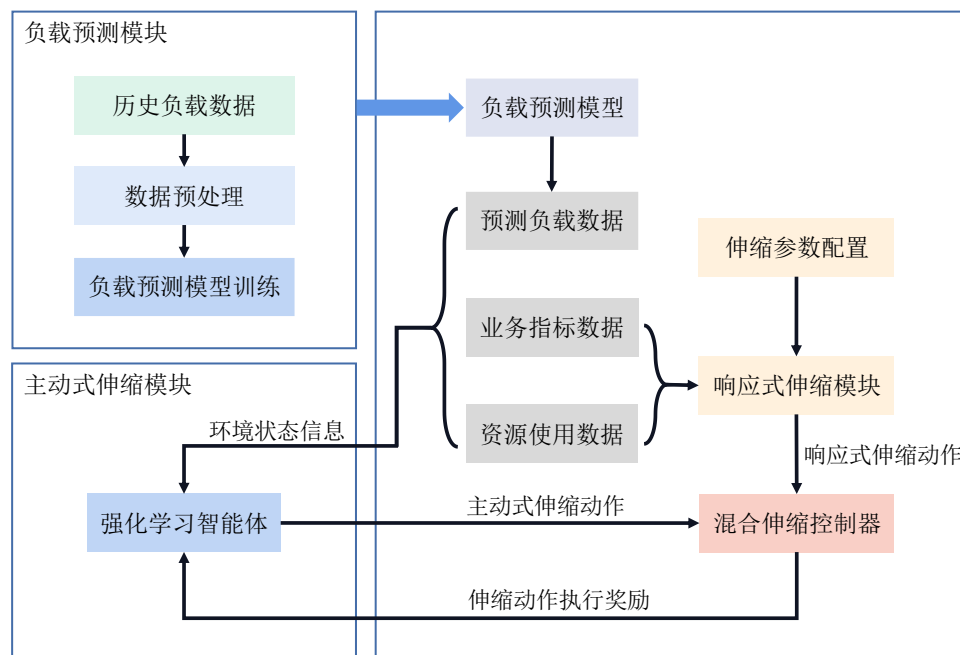 负载预测模块
历史负载数据
数据预处理
负载预测模型训练
主动式伸缩模块
环境状态信息
强化学习智能体
负载预测模型
预测负载数据
业务指标数据
资源使用数据
伸缩参数配置
响应式伸缩模块
响应式伸缩动作
主动式伸缩动作
混合伸缩控制器
伸缩动作执行奖励